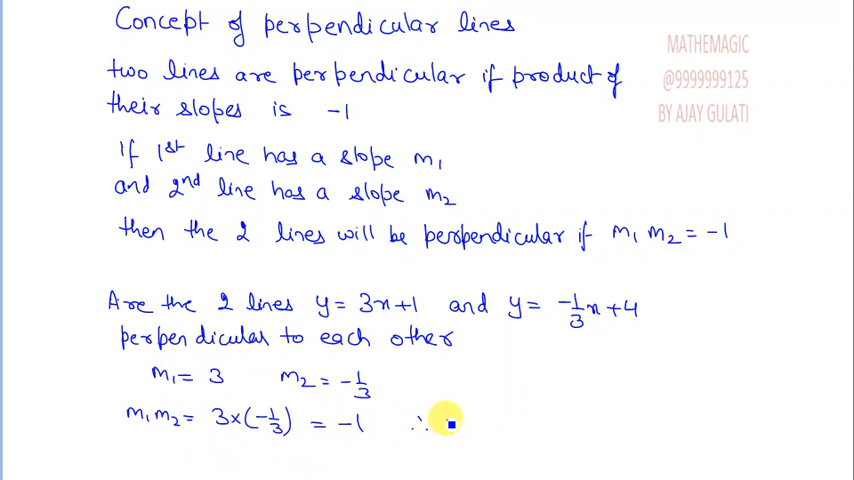 Concept of perpendicular lines
MATHEMAGIC
@9999999125
BY AJAY GULATI
two lines are perpendicular if product of
their slopes is -1
If 1st line has a slope m₁
and 2nd line has a slope m₂
then the 2 lines will be perpendicular if m₁ m₂ = -1
Are the 2 lines y = 3x+1 and y = -1/3 x + 4
perpendicular to each other
m₁ = 3 m₂ = -1/3
m₁m₂ = 3×(-1/3) = -1 ∴